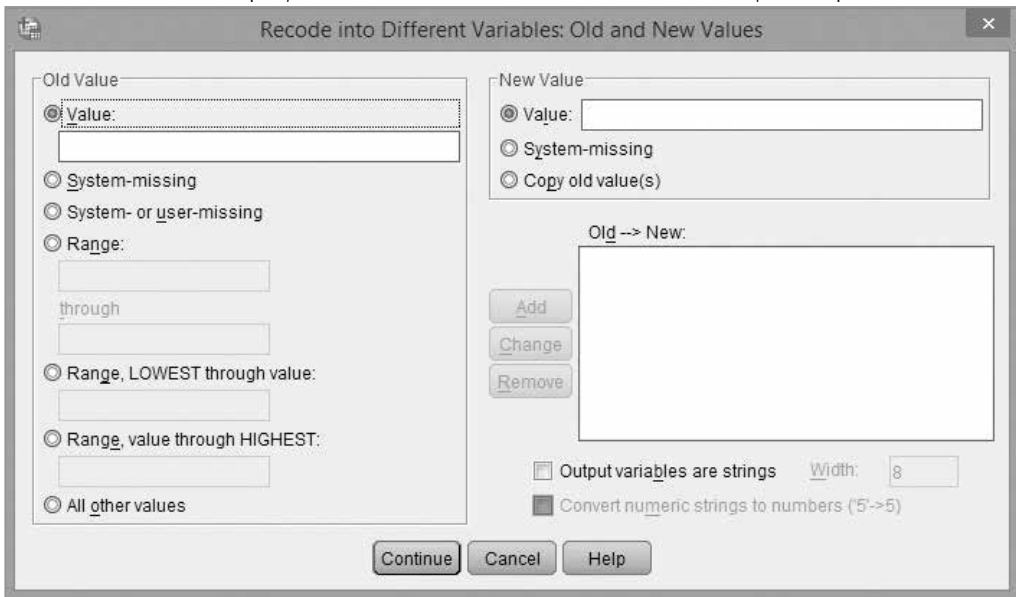 Recode into Different Variables: Old and New Values
Old Value
Value:
System-missing
System- or user-missing
Range:
through
Range, LOWEST through value:
Range, value through HIGHEST:
All other values
New Value
Value:
System-missing
Copy old value(s)
Old --> New:
Add
Change
Remove
Output variables are strings Width: 8
Convert numeric strings to numbers ('5'->5)
Continue Cancel Help